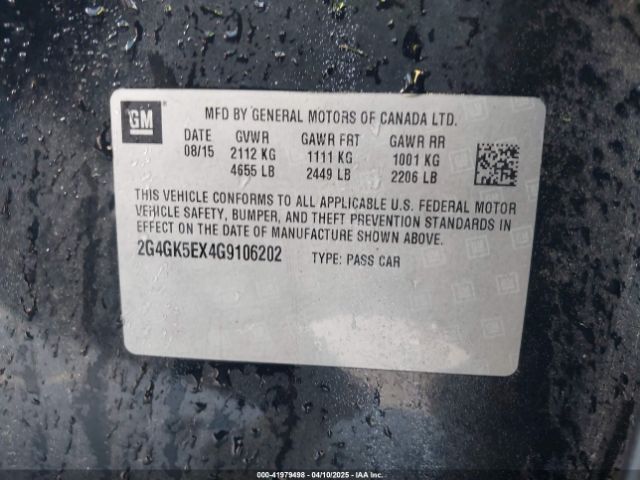 GM
MFD BY GENERAL MOTORS OF CANADA LTD.
DATE GVWR GAWR FRT GAWR RR
08/15 2112 KG 1111 KG 1001 KG
4655 LB 2449 LB 2206 LB
THIS VEHICLE CONFORMS TO ALL APPLICABLE U.S. FEDERAL MOTOR
VEHICLE SAFETY, BUMPER, AND THEFT PREVENTION STANDARDS IN
EFFECT ON THE DATE OF MANUFACTURE SHOWN ABOVE.
2G4GK5EX4G9106202 TYPE: PASS CAR
000-41979498 - 04/10/2025 - IAA Inc.